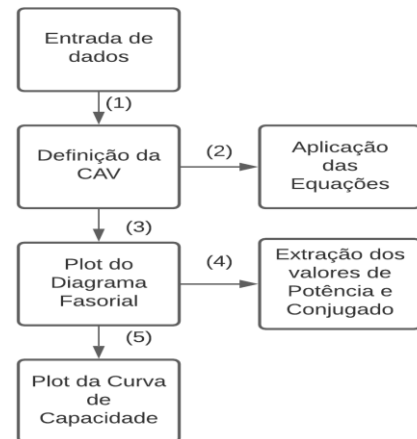 Entrada de
dados
(1)
Definição da
CAV
(2)
Aplicação
das
Equações
(3)
Plot do
Diagrama
Fasorial
(4)
Extração dos
valores de
Potência e
Conjugado
(5)
Plot da Curva
de
Capacidade